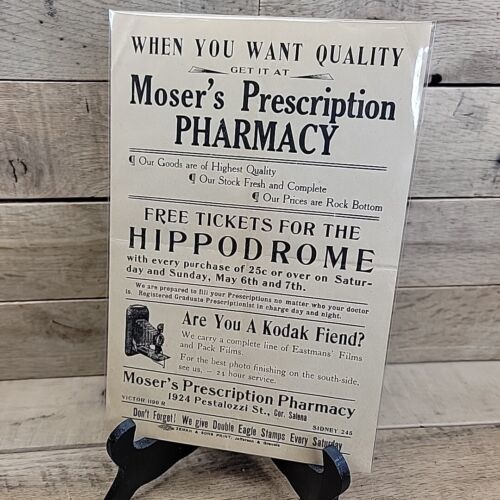 WHEN YOU WANT QUALITY
GET IT AT
Moser's Prescription
PHARMACY
¶ Our Goods are of Highest Quality
¶ Our Stock Fresh and Complete
¶ Our Prices are Rock Bottom
FREE TICKETS FOR THE
HIPPODROME
with every purchase of 25c or over on Satur-
day and Sunday, May 6th and 7th.
We are prepared to fill your Prescriptions no matter who your doctor
is. Registered Graduate Prescriptionist in charge day and night.
Are You A Kodak Fiend?
We carry a complete line of Eastmans' Films
and Pack Films.
For the best photo finishing on the south-side,
see us, — 24 hour service.
Moser's Prescription Pharmacy
VICTOR 1100 R 1924 Pestalozzi St., Cor. Salena SIDNEY 245
Don't Forget! We give Double Eagle Stamps Every Saturday
& SONS PRINT, Jefferson &